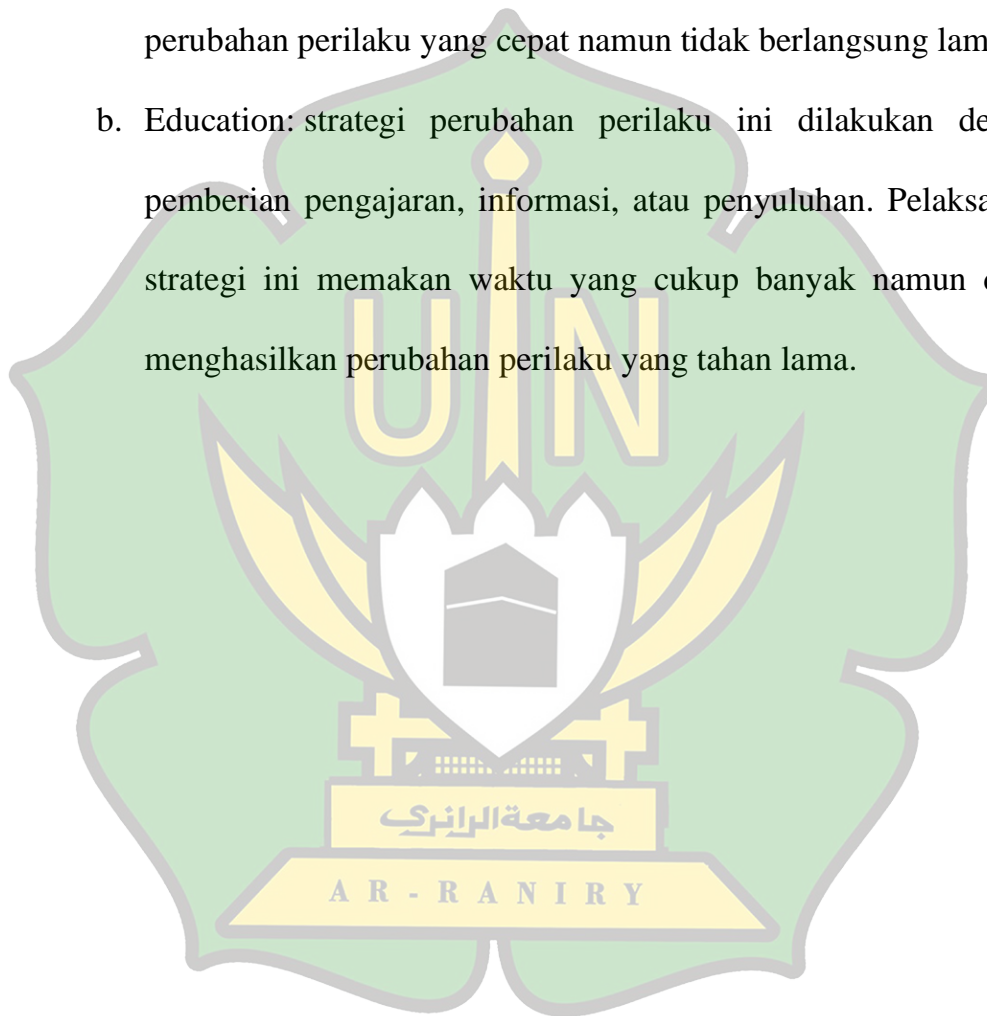 perubahan perilaku yang cepat namun tidak berlangsung lam
b. Education: strategi perubahan perilaku ini dilakukan de
pemberian pengajaran, informasi, atau penyuluhan. Pelaksa
strategi ini memakan waktu yang cukup banyak namun
menghasilkan perubahan perilaku yang tahan lama.
UIN
جامعة الرانري
AR-RANIRY